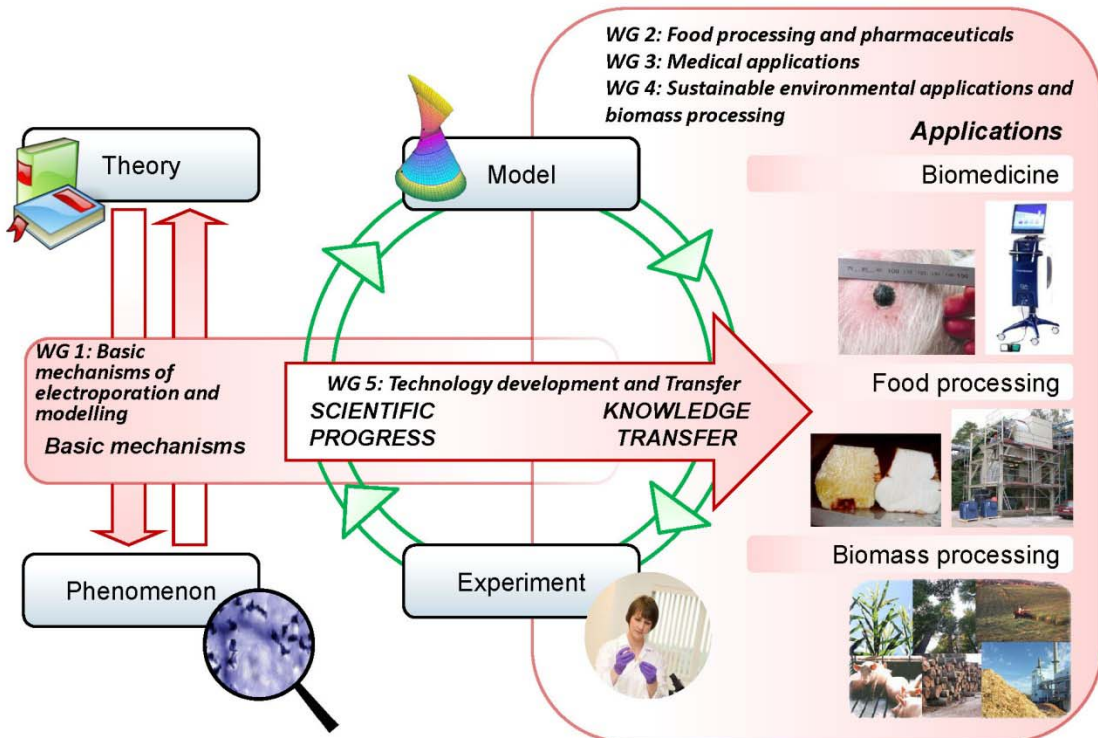 WG 2: Food processing and pharmaceuticals
WG 3: Medical applications
WG 4: Sustainable environmental applications and
biomass processing
Applications
Theory
Model
Biomedicine
WG 1: Basic
mechanisms of
electroporation and
modelling
Basic mechanisms
WG 5: Technology development and Transfer
SCIENTIFIC
PROGRESS
KNOWLEDGE
TRANSFER
Food processing
Phenomenon
Experiment
Biomass processing